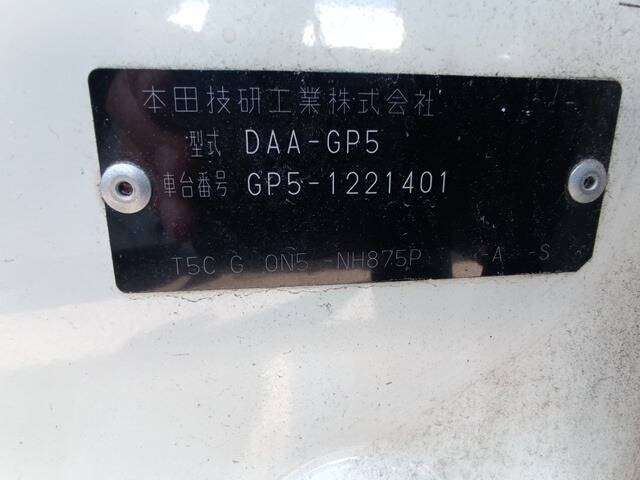 本田技研工業株式会社
型式 DAA-GP5
車台番号 GP5-1221401
T5C G 0N5 -NH875P -A -S